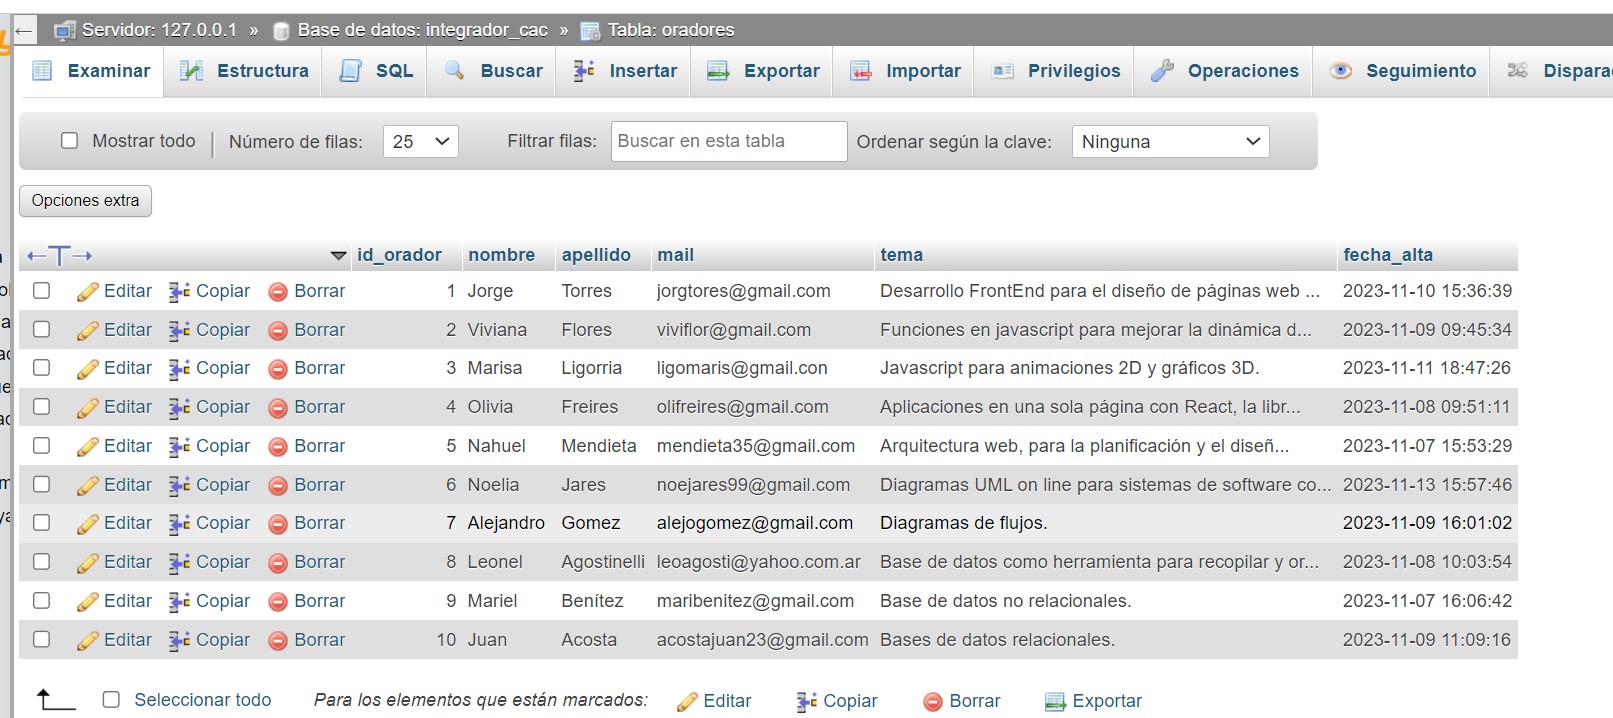 Servidor: 127.0.0.1 » Base de datos: integrador_cac » Tabla: oradores
Examinar Estructura SQL Buscar Insertar Exportar Importar Privilegios Operaciones Seguimiento Dispara
Mostrar todo Número de filas: 25 Filtrar filas: Buscar en esta tabla Ordenar según la clave: Ninguna
Opciones extra
id_orador nombre apellido mail tema fecha_alta
Editar Copiar Borrar 1 Jorge Torres jorgtores@gmail.com Desarrollo FrontEnd para el diseño de páginas web ... 2023-11-10 15:36:39
Editar Copiar Borrar 2 Viviana Flores viviflor@gmail.com Funciones en javascript para mejorar la dinámica d... 2023-11-09 09:45:34
Editar Copiar Borrar 3 Marisa Ligorria ligomaris@gmail.con Javascript para animaciones 2D y gráficos 3D. 2023-11-11 18:47:26
Editar Copiar Borrar 4 Olivia Freires olifreires@gmail.com Aplicaciones en una sola página con React, la libr... 2023-11-08 09:51:11
Editar Copiar Borrar 5 Nahuel Mendieta mendieta35@gmail.com Arquitectura web, para la planificación y el diseñ... 2023-11-07 15:53:29
Editar Copiar Borrar 6 Noelia Jares noejares99@gmail.com Diagramas UML on line para sistemas de software co... 2023-11-13 15:57:46
Editar Copiar Borrar 7 Alejandro Gomez alejogomez@gmail.com Diagramas de flujos. 2023-11-09 16:01:02
Editar Copiar Borrar 8 Leonel Agostinelli leoagosti@yahoo.com.ar Base de datos como herramienta para recopilar y or... 2023-11-08 10:03:54
Editar Copiar Borrar 9 Mariel Benítez maribenitez@gmail.com Base de datos no relacionales. 2023-11-07 16:06:42
Editar Copiar Borrar 10 Juan Acosta acostajuan23@gmail.com Bases de datos relacionales. 2023-11-09 11:09:16
Seleccionar todo Para los elementos que están marcados: Editar Copiar Borrar Exportar